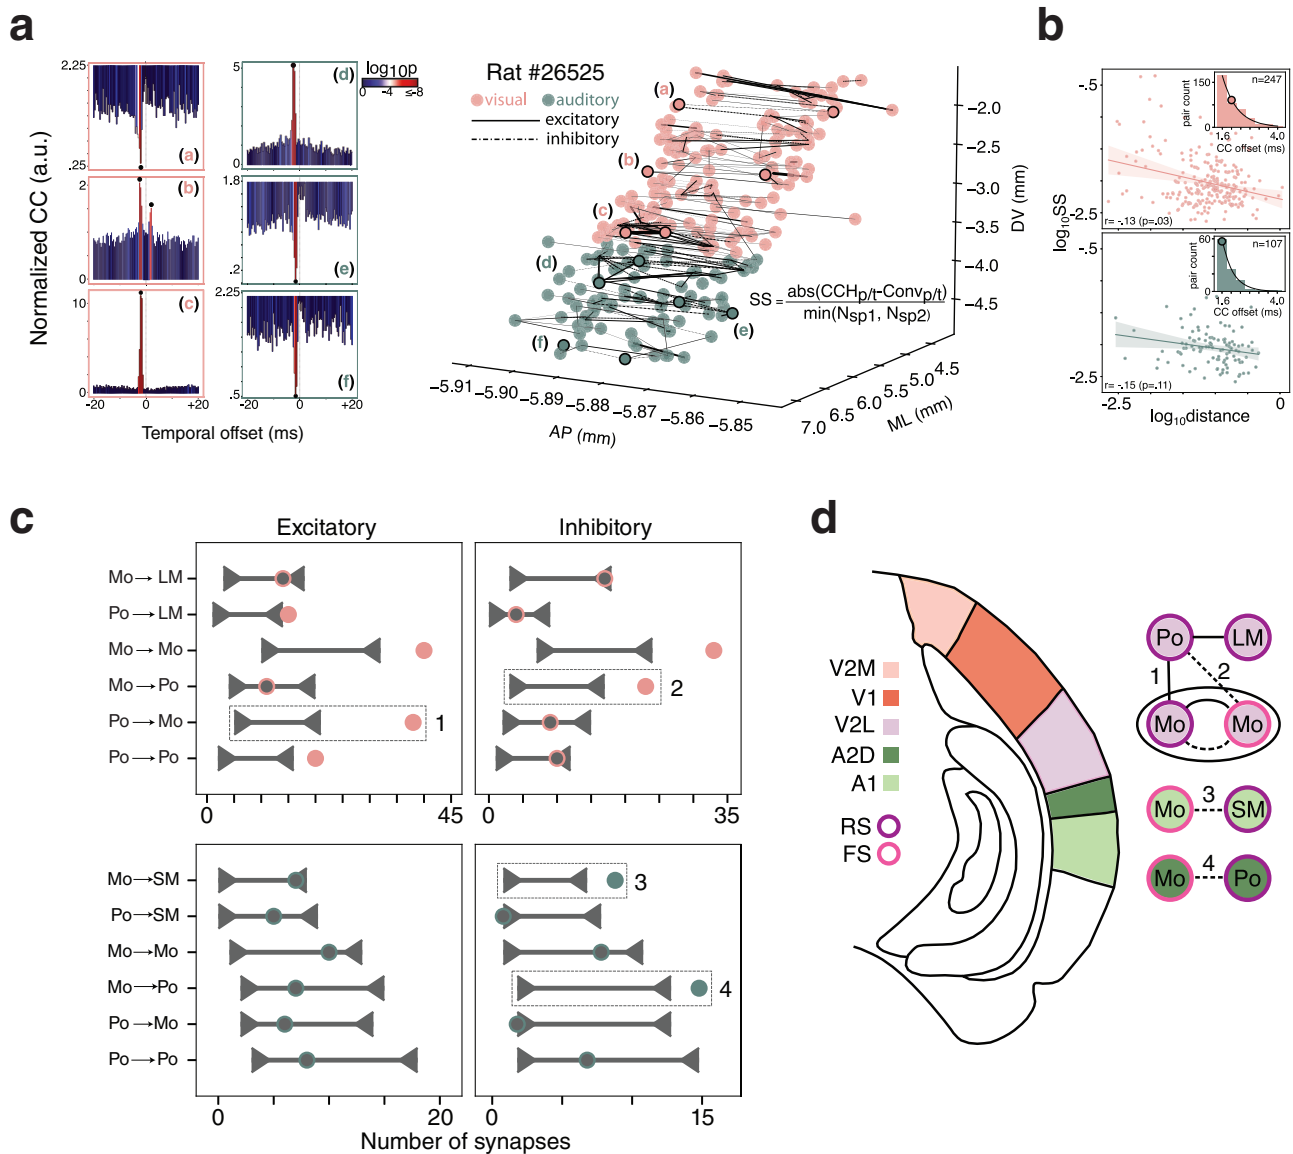 a
Normalized CC (a.u.)
2.25
.25
(a)
2
0
(b)
10
0
(c)
-20
0
+20
5
0
(d)
1.8
.2
(e)
2.25
.5
(f)
-20
0
+20
Temporal offset (ms)
log10p
0
-4
≤-8
Rat #26525
visual
auditory
excitatory
inhibitory
(a)
(b)
(c)
(d)
(e)
(f)
SS = abs(CCHp/t-Convp/t)
min(Nsp1, Nsp2)
-2.0
-2.5
-3.0
-3.5
-4.0
-4.5
DV (mm)
-5.91
-5.90
-5.89
-5.88
-5.87
-5.86
-5.85
AP (mm)
7.0
6.5
6.0
5.5
5.0
4.5
ML (mm)
b
log10SS
-.5
-2.5
n=247
pair count
150
0
1.6
4.0
CC offset (ms)
r=-.13 (p=.03)
-.5
-2.5
n=107
pair count
60
0
1.6
4.0
CC offset (ms)
r= -.15 (p=.11)
-2.5
0
log10distance
c
Excitatory
Inhibitory
Mo→LM
Po→LM
Mo→Mo
Mo→Po
Po→Mo
Po→Po
1
2
0
45
0
35
Mo→SM
Po→SM
Mo→Mo
Mo→Po
Po→Mo
Po→Po
3
4
0
20
0
15
Number of synapses
d
V2M
V1
V2L
A2D
A1
RS
FS
Po
LM
1
2
Mo
Mo
Mo
3
SM
Mo
4
Po